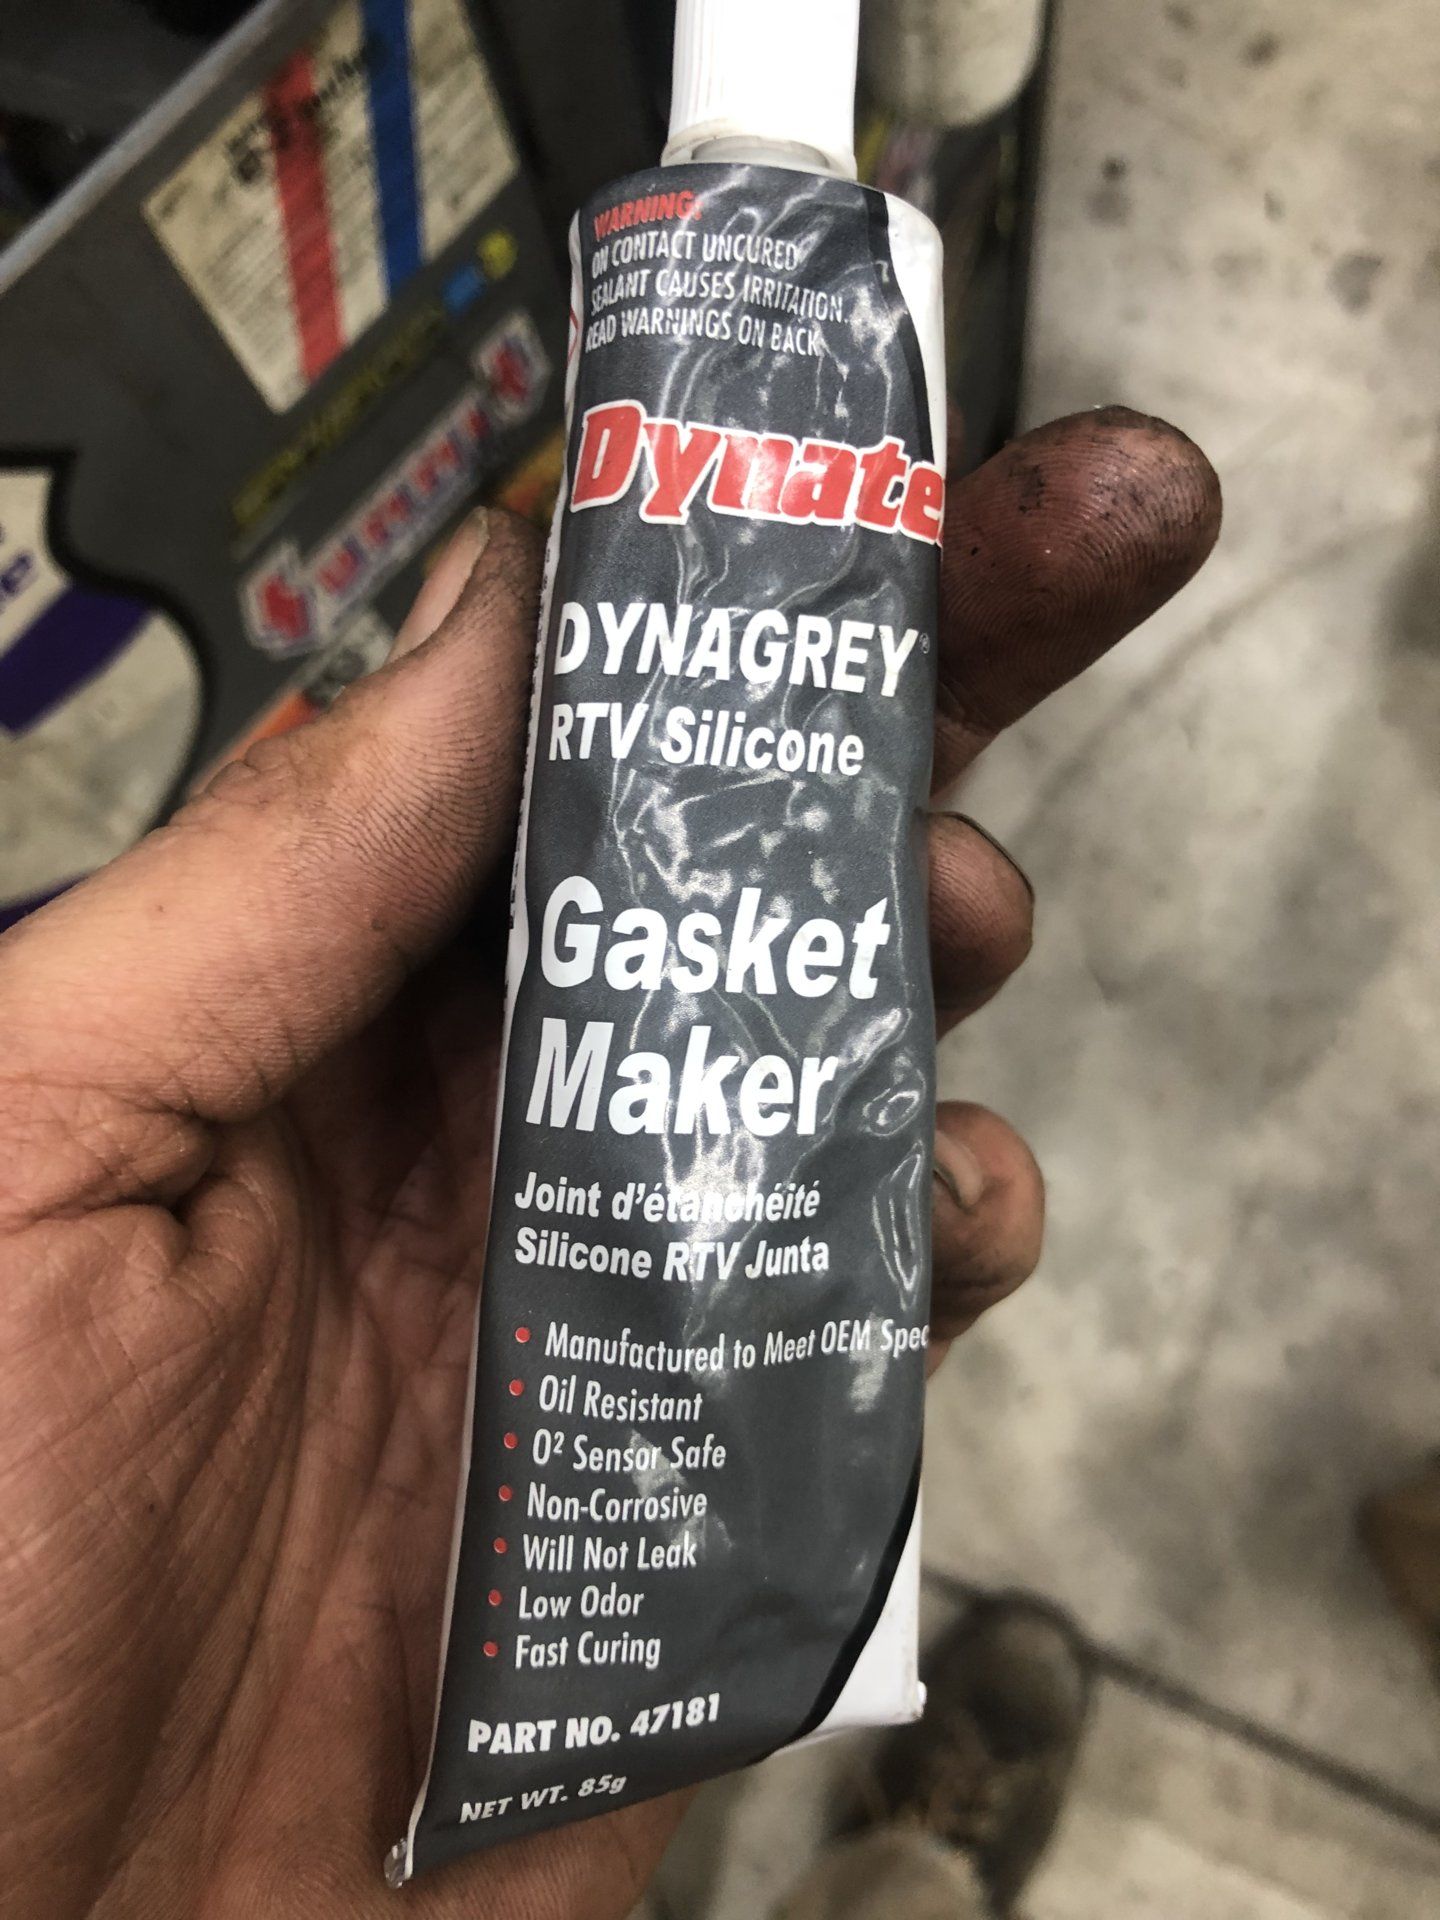 WARNING:
ON CONTACT UNCURED
SEALANT CAUSES IRRITATION.
READ WARNINGS ON BACK
Dynate
DYNAGREY®
RTV Silicone
Gasket
Maker
Joint d'étanchéité
Silicone RTV Junta
• Manufactured to Meet OEM Spec
• Oil Resistant
• O² Sensor Safe
• Non-Corrosive
• Will Not Leak
• Low Odor
• Fast Curing
PART NO. 47181
NET WT. 85g